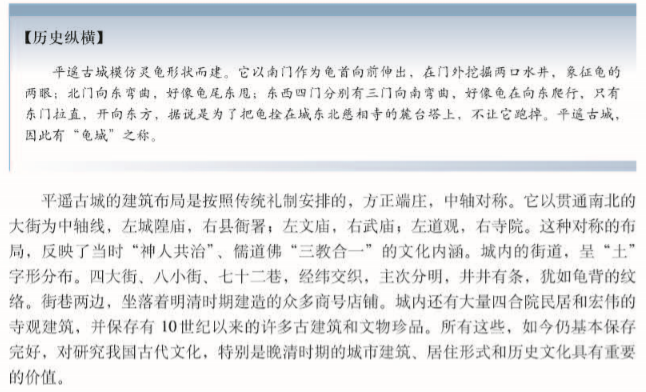 【历史纵横】
平遥古城模仿灵龟形状而建。它以南门作为龟首向前伸出，在门外挖掘两口水井，象征龟的
两眼；北门向东弯曲，好像龟尾东甩；东西四门分别有三门向南弯曲，好像龟在向东爬行，只有
东门拉直，开向东方，据说是为了把龟拴在城东北慈相寺的麓台塔上，不让它跑掉。平遥古城，
因此有“龟城”之称。
平遥古城的建筑布局是按照传统礼制安排的，方正端庄，中轴对称。它以贯通南北的
大街为中轴线，左城隍庙，右县衙署；左文庙，右武庙；左道观，右寺院。这种对称的布
局，反映了当时“神人共治”、儒道佛“三教合一”的文化内涵。城内的街道，呈“土”
字形分布。四大街、八小街、七十二巷，经纬交织，主次分明，井井有条，犹如龟背的纹
络。街巷两边，坐落着明清时期建造的众多商号店铺。城内还有大量四合院民居和宏伟的
寺观建筑，并保存有 10 世纪以来的许多古建筑和文物珍品。所有这些，如今仍基本保存
完好，对研究我国古代文化，特别是晚清时期的城市建筑、居住形式和历史文化具有重要
的价值。